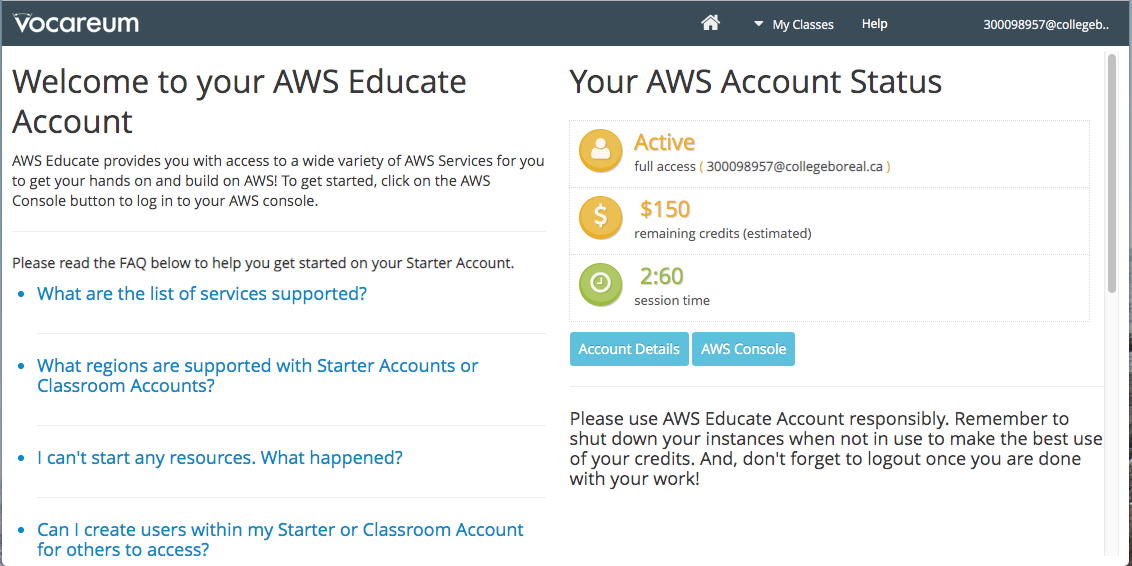 Vocareum
My Classes
Help
300098957@collegeb..
Welcome to your AWS Educate
Account
AWS Educate provides you with access to a wide variety of AWS Services for you
to get your hands on and build on AWS! To get started, click on the AWS
Console button to log in to your AWS console.
Please read the FAQ below to help you get started on your Starter Account.
• What are the list of services supported?
• What regions are supported with Starter Accounts or
Classroom Accounts?
• I can't start any resources. What happened?
• Can I create users within my Starter or Classroom Account
for others to access?
Your AWS Account Status
Active
full access ( 300098957@collegeboreal.ca )
$
$150
remaining credits (estimated)
2:60
session time
Account Details
AWS Console
Please use AWS Educate Account responsibly. Remember to
shut down your instances when not in use to make the best use
of your credits. And, don't forget to logout once you are done
with your work!